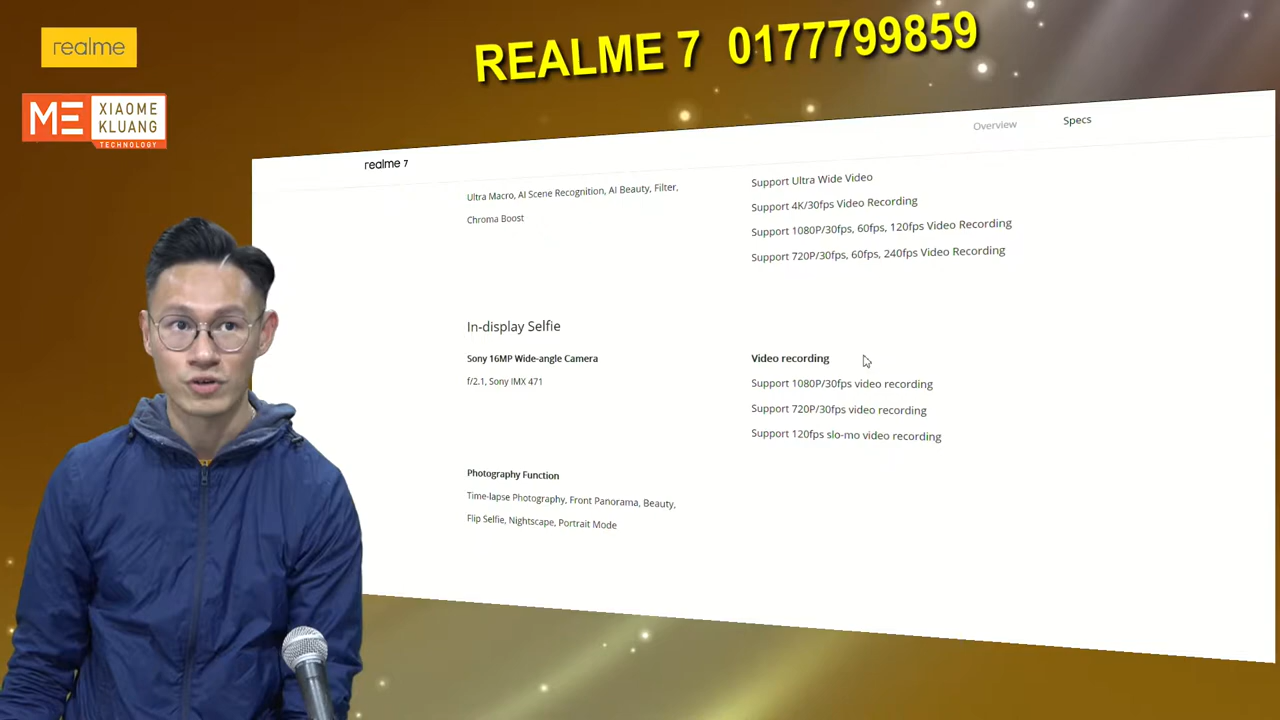 realme
REALME 7 0177799859
ME XIAOME
KLUANG
TECHNOLOGY
Overview
Specs
realme 7
Ultra Macro, AI Scene Recognition, AI Beauty, Filter,
Chroma Boost
Support Ultra Wide Video
Support 4K/30fps Video Recording
Support 1080P/30fps, 60fps, 120fps Video Recording
Support 720P/30fps, 60fps, 240fps Video Recording
In-display Selfie
Sony 16MP Wide-angle Camera
f/2.1, Sony IMX 471
Video recording
Support 1080P/30fps video recording
Support 720P/30fps video recording
Support 120fps slo-mo video recording
Photography Function
Time-lapse Photography, Front Panorama, Beauty,
Flip Selfie, Nightscape, Portrait Mode